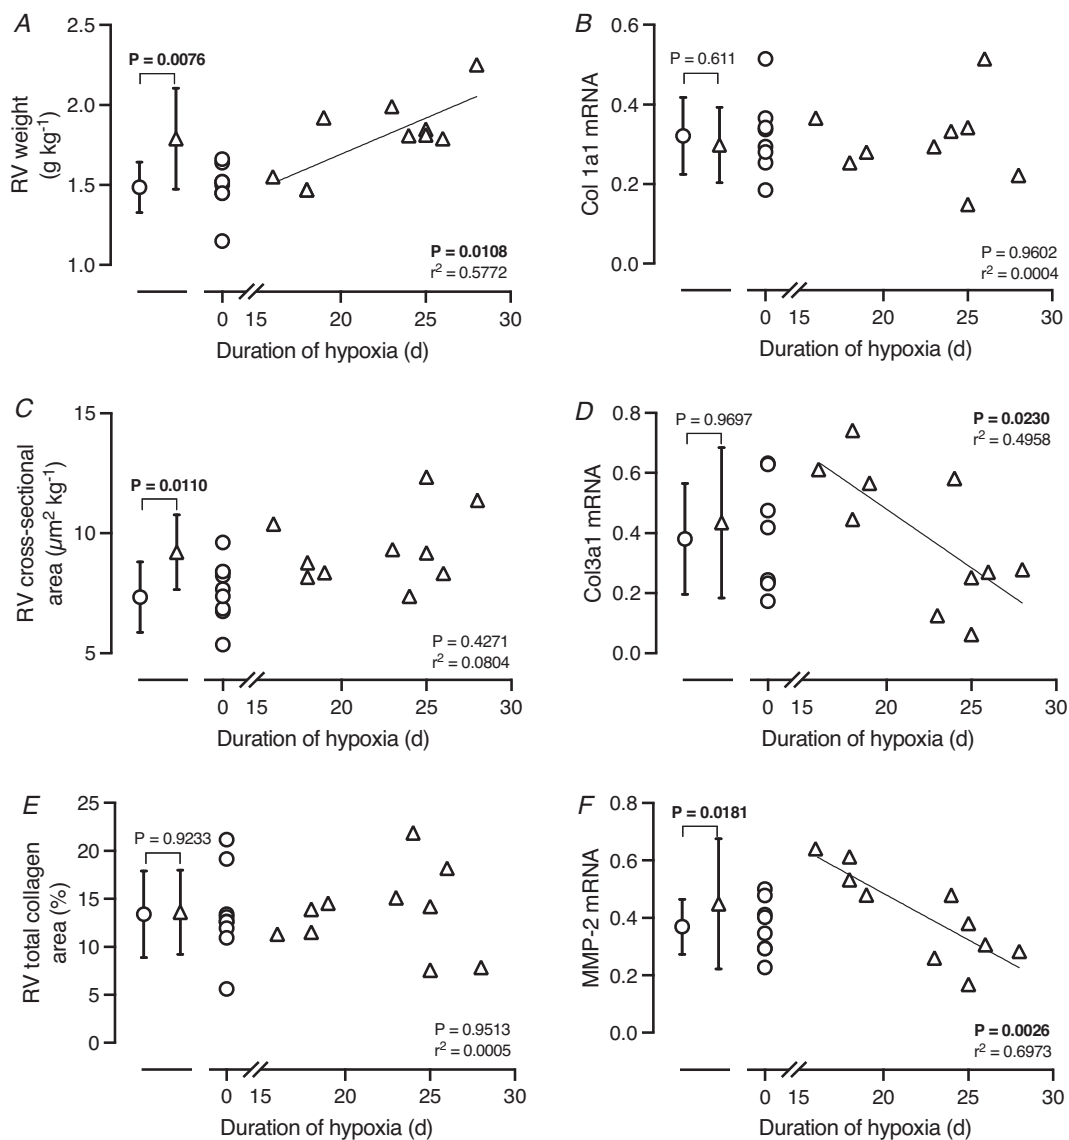 A
2.5
2.0
1.5
1.0
RV weight
(g kg⁻¹)
P = 0.0076
P = 0.0108
r² = 0.5772
0 15 20 25 30
Duration of hypoxia (d)
B
0.6
0.4
0.2
0.0
Col 1a1 mRNA
P = 0.611
P = 0.9602
r² = 0.0004
0 15 20 25 30
Duration of hypoxia (d)
C
15
10
5
RV cross-sectional
area (µm² kg⁻¹)
P = 0.0110
P = 0.4271
r² = 0.0804
0 15 20 25 30
Duration of hypoxia (d)
D
0.8
0.6
0.4
0.2
0.0
Col3a1 mRNA
P = 0.9697
P = 0.0230
r² = 0.4958
0 15 20 25 30
Duration of hypoxia (d)
E
25
20
15
10
5
0
RV total collagen
area (%)
P = 0.9233
P = 0.9513
r² = 0.0005
0 15 20 25 30
Duration of hypoxia (d)
F
0.8
0.6
0.4
0.2
0.0
MMP-2 mRNA
P = 0.0181
P = 0.0026
r² = 0.6973
0 15 20 25 30
Duration of hypoxia (d)